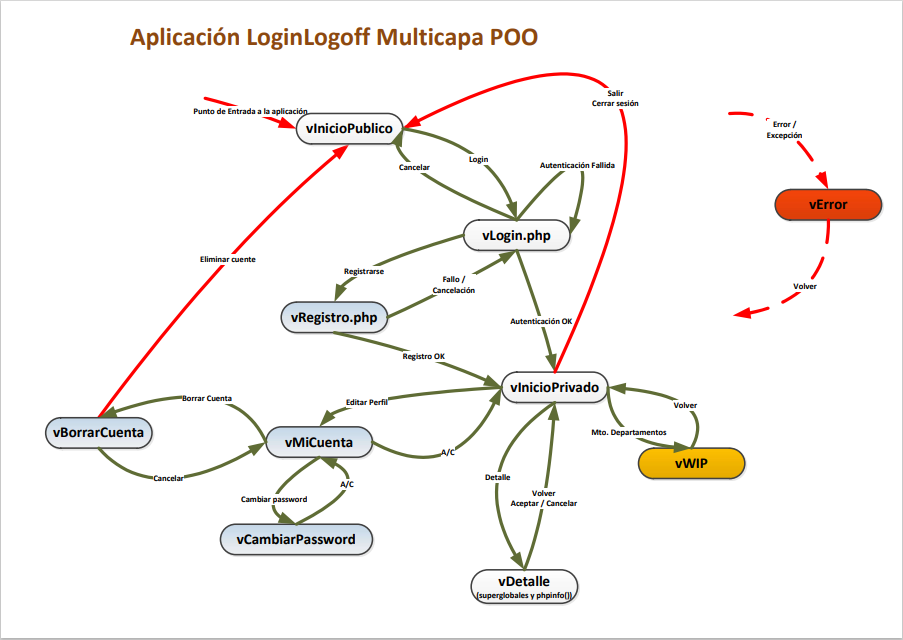 Aplicación LoginLogoff Multicapa POO
Salir
Cerrar sesión
Punto de Entrada a la aplicación
vInicioPublico
Error /
Excepción
Login
Cancelar
Autenticación Fallida
vError
vLogin.php
Eliminar cuente
Registrarse
Fallo /
Cancelación
Volver
vRegistro.php
Autenticación OK
Registro OK
vInicioPrivado
Borrar Cuenta
Editar Perfil
Volver
vBorrarCuenta
vMiCuenta
Mto. Departamentos
A/C
vWIP
Cancelar
Detalle
A/C
Cambiar password
Volver
Aceptar / Cancelar
vCambiarPassword
vDetalle
(superglobales y phpinfo())